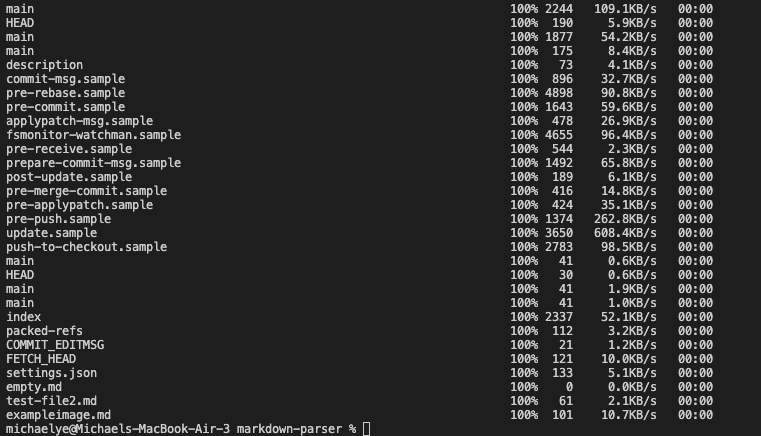 main 100% 2244 109.1KB/s 00:00
HEAD 100% 190 5.9KB/s 00:00
main 100% 1877 54.2KB/s 00:00
main 100% 175 8.4KB/s 00:00
description 100% 73 4.1KB/s 00:00
commit-msg.sample 100% 896 32.7KB/s 00:00
pre-rebase.sample 100% 4898 90.8KB/s 00:00
pre-commit.sample 100% 1643 59.6KB/s 00:00
applypatch-msg.sample 100% 478 26.9KB/s 00:00
fsmonitor-watchman.sample 100% 4655 96.4KB/s 00:00
pre-receive.sample 100% 544 2.3KB/s 00:00
prepare-commit-msg.sample 100% 1492 65.8KB/s 00:00
post-update.sample 100% 189 6.1KB/s 00:00
pre-merge-commit.sample 100% 416 14.8KB/s 00:00
pre-applypatch.sample 100% 424 35.1KB/s 00:00
pre-push.sample 100% 1374 262.8KB/s 00:00
update.sample 100% 3650 608.4KB/s 00:00
push-to-checkout.sample 100% 2783 98.5KB/s 00:00
main 100% 41 0.6KB/s 00:00
HEAD 100% 30 0.6KB/s 00:00
main 100% 41 1.9KB/s 00:00
main 100% 41 1.0KB/s 00:00
index 100% 2337 52.1KB/s 00:00
packed-refs 100% 112 3.2KB/s 00:00
COMMIT_EDITMSG 100% 21 1.2KB/s 00:00
FETCH_HEAD 100% 121 10.0KB/s 00:00
settings.json 100% 133 5.1KB/s 00:00
empty.md 100% 0 0.0KB/s 00:00
test-file2.md 100% 61 2.1KB/s 00:00
exampleimage.md 100% 101 10.7KB/s 00:00
michaelye@Michaels-MacBook-Air-3 markdown-parser %